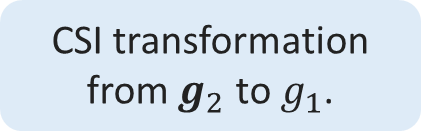 CSI transformation
from 𝒈₂ to 𝑔₁.